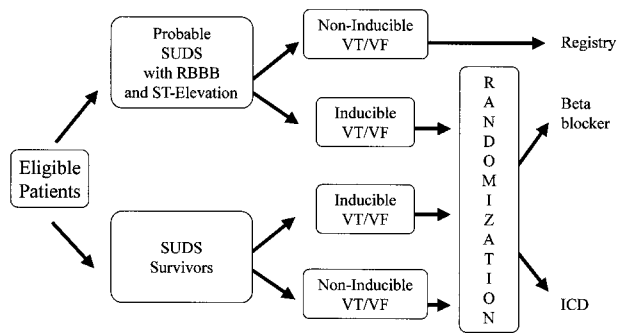 Eligible
Patients
Probable
SUDS
with RBBB
and ST-Elevation
SUDS
Survivors
Non-Inducible
VT/VF
Inducible
VT/VF
Inducible
VT/VF
Non-Inducible
VT/VF
R
A
N
D
O
M
I
Z
A
T
I
O
N
Registry
Beta
blocker
ICD